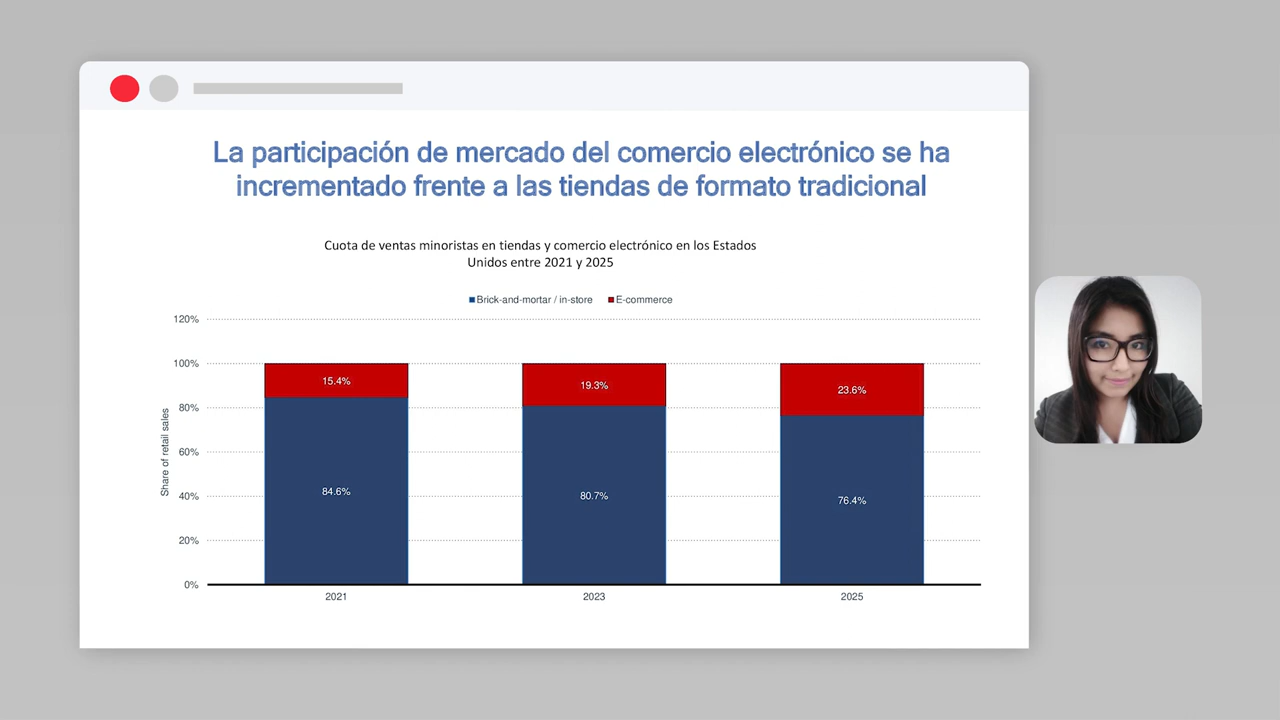 La participación de mercado del comercio electrónico se ha
incrementado frente a las tiendas de formato tradicional
Cuota de ventas minoristas en tiendas y comercio electrónico en los Estados
Unidos entre 2021 y 2025
Brick-and-mortar / in-store E-commerce
120%
100%
80%
60%
40%
20%
0%
Share of retail sales
15.4%
19.3%
23.6%
84.6%
80.7%
76.4%
2021 2023 2025